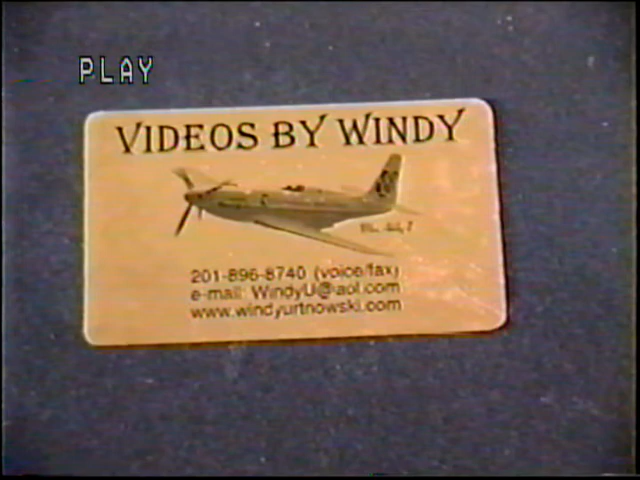 PLAY
VIDEOS BY WINDY
201-896-8740 (voice/fax)
e-mail: WindyU@aol.com
www.windyurtnowski.com